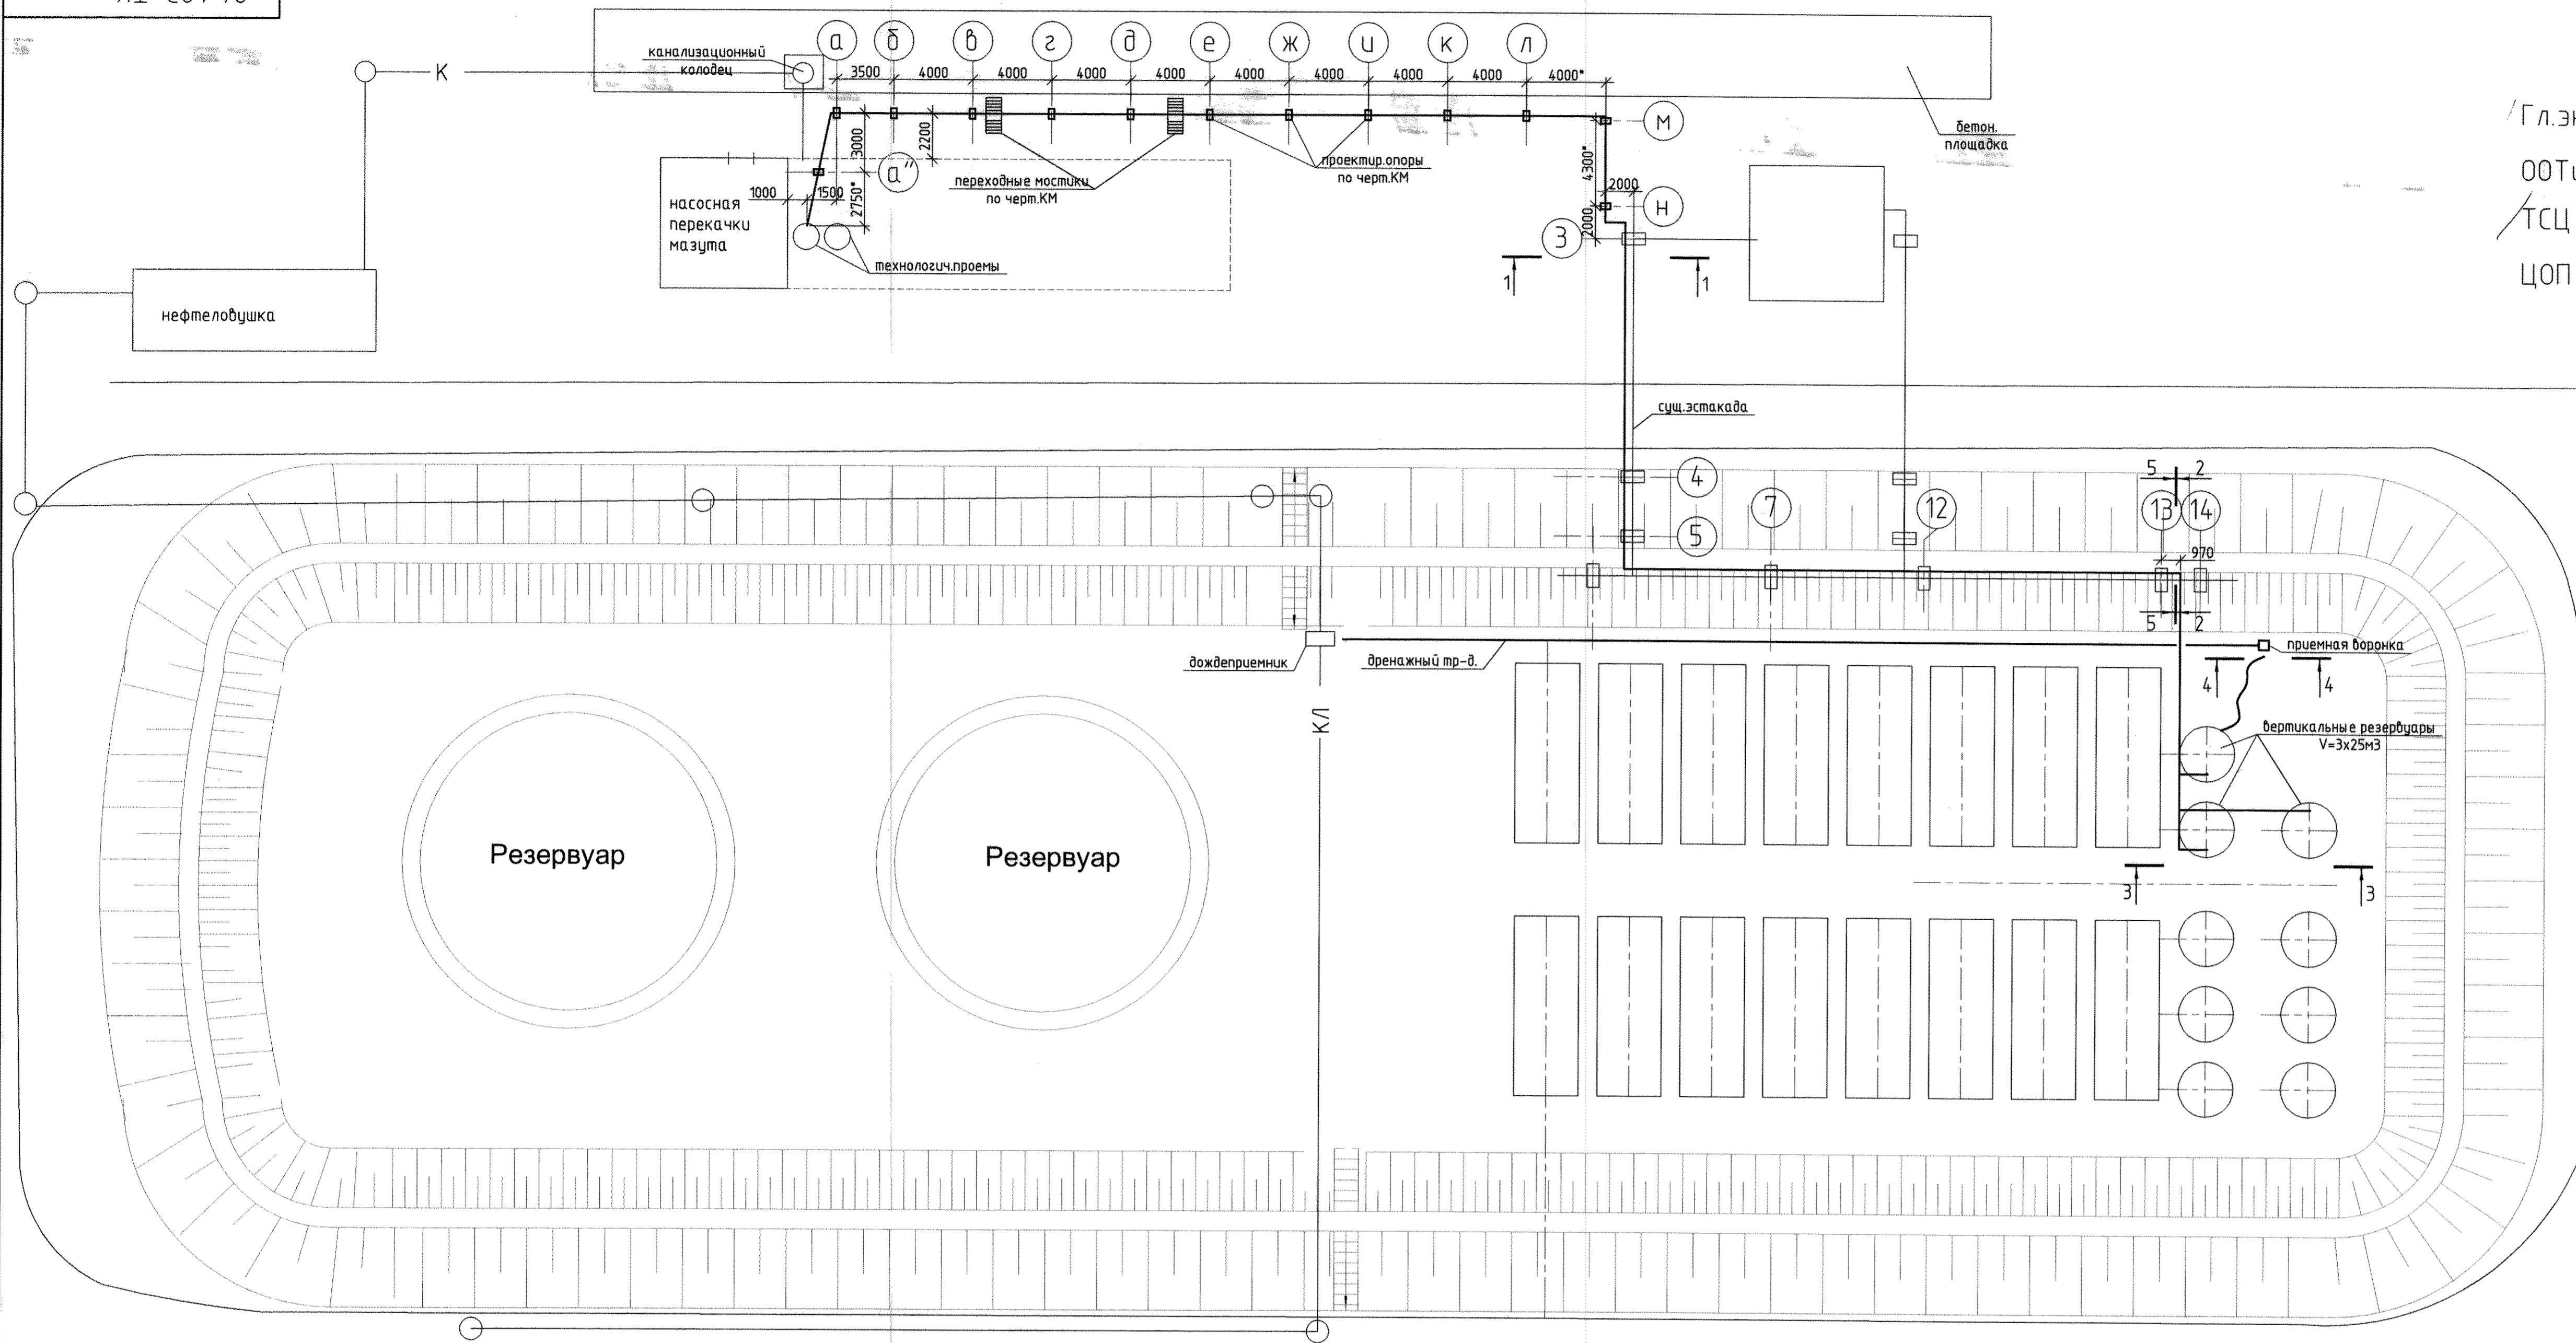 канализационный
колодец
К
а б в г д е ж и к л
3500 4000 4000 4000 4000 4000 4000 4000 4000 4000*
М
бетон.
площадка
3000
2200
а"
4300*
2000
Н
2000
3
1 1
переходные мостики
по черт.КМ
проектир.опоры
по черт.КМ
1000 1500
2750*
насосная
перекачки
мазута
технологич.проемы
нефтеловушка
Гл.эн
ООТи
ТСЦ
ЦОП
сущ.эстакада
4
5
7
12
5 2
13 14
970
5 2
дождеприемник
дренажный тр-д.
приемная воронка
4 4
КЛ
вертикальные резервуары
V=3x25м3
Резервуар
Резервуар
3 3